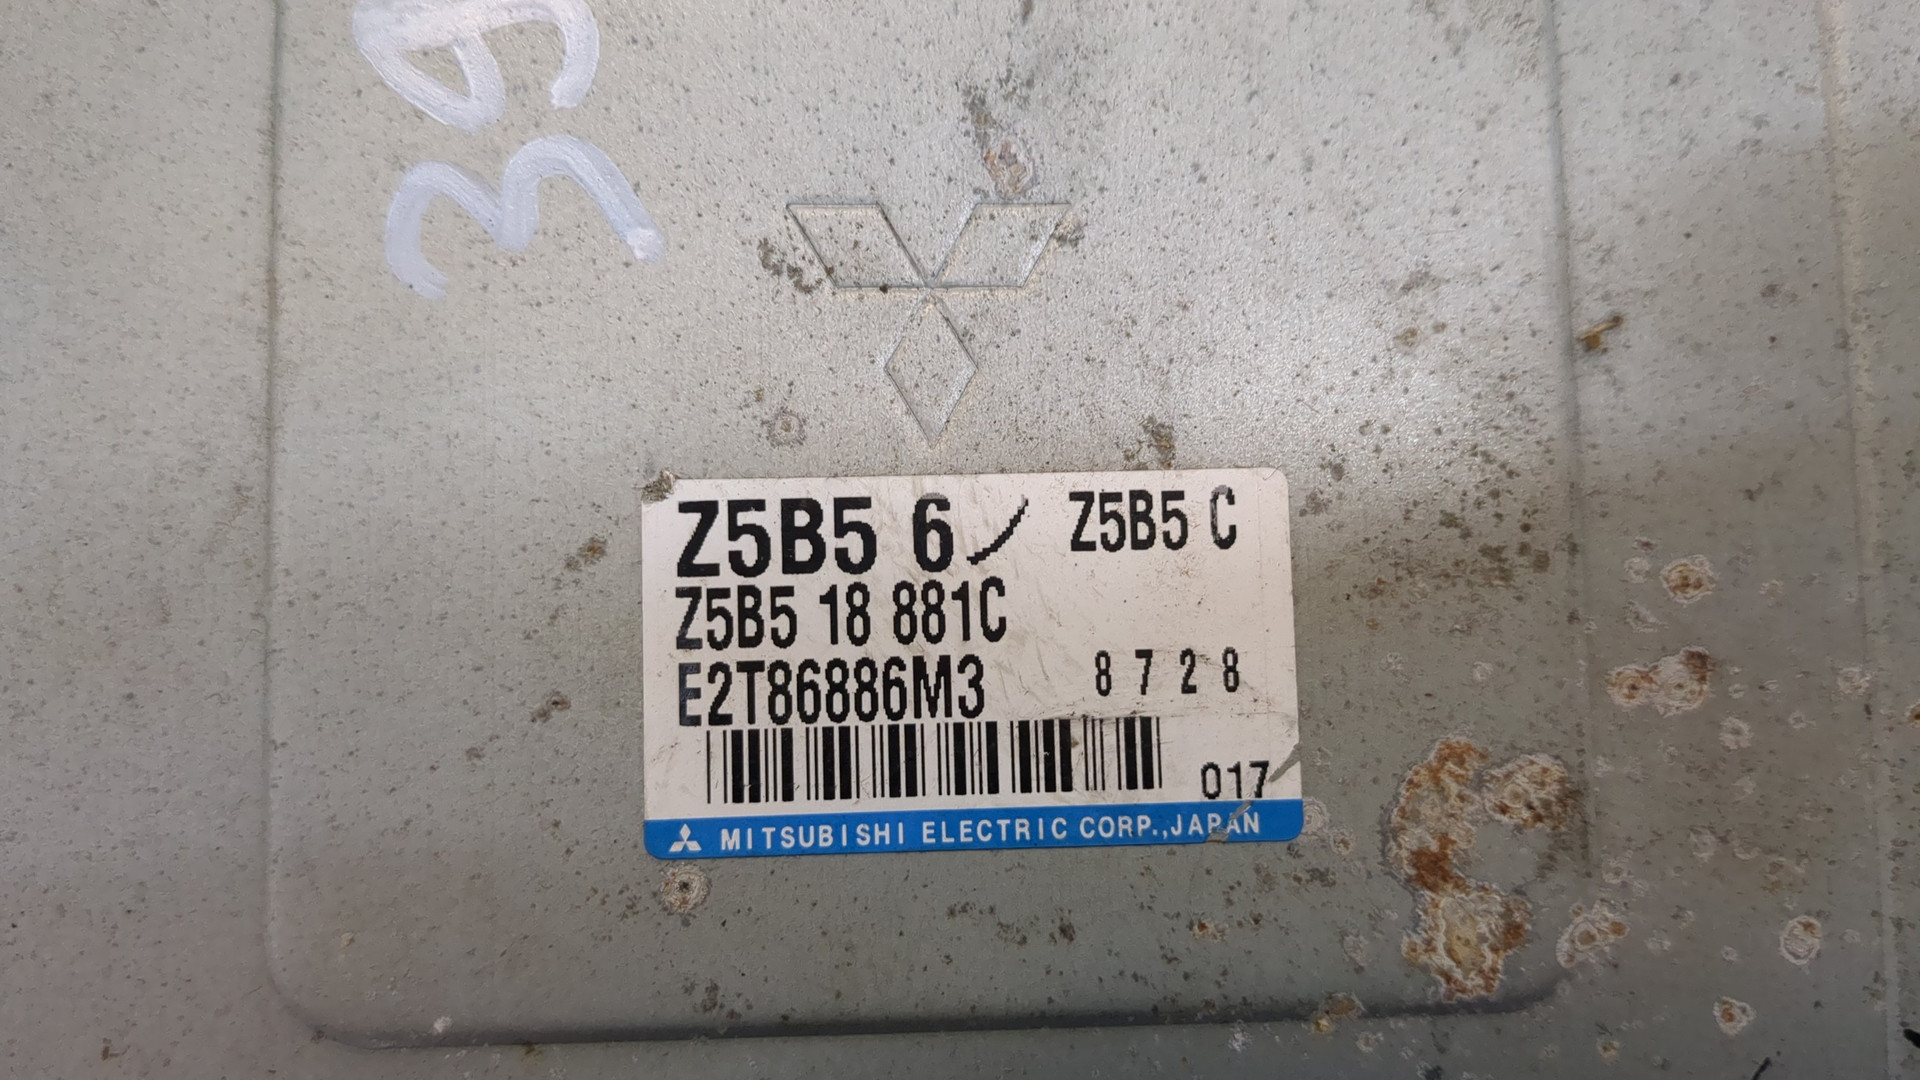 39
Z5B5 6 Z5B5 C
Z5B5 18 881C
E2T86886M3 8728
017
MITSUBISHI ELECTRIC CORP.,JAPAN